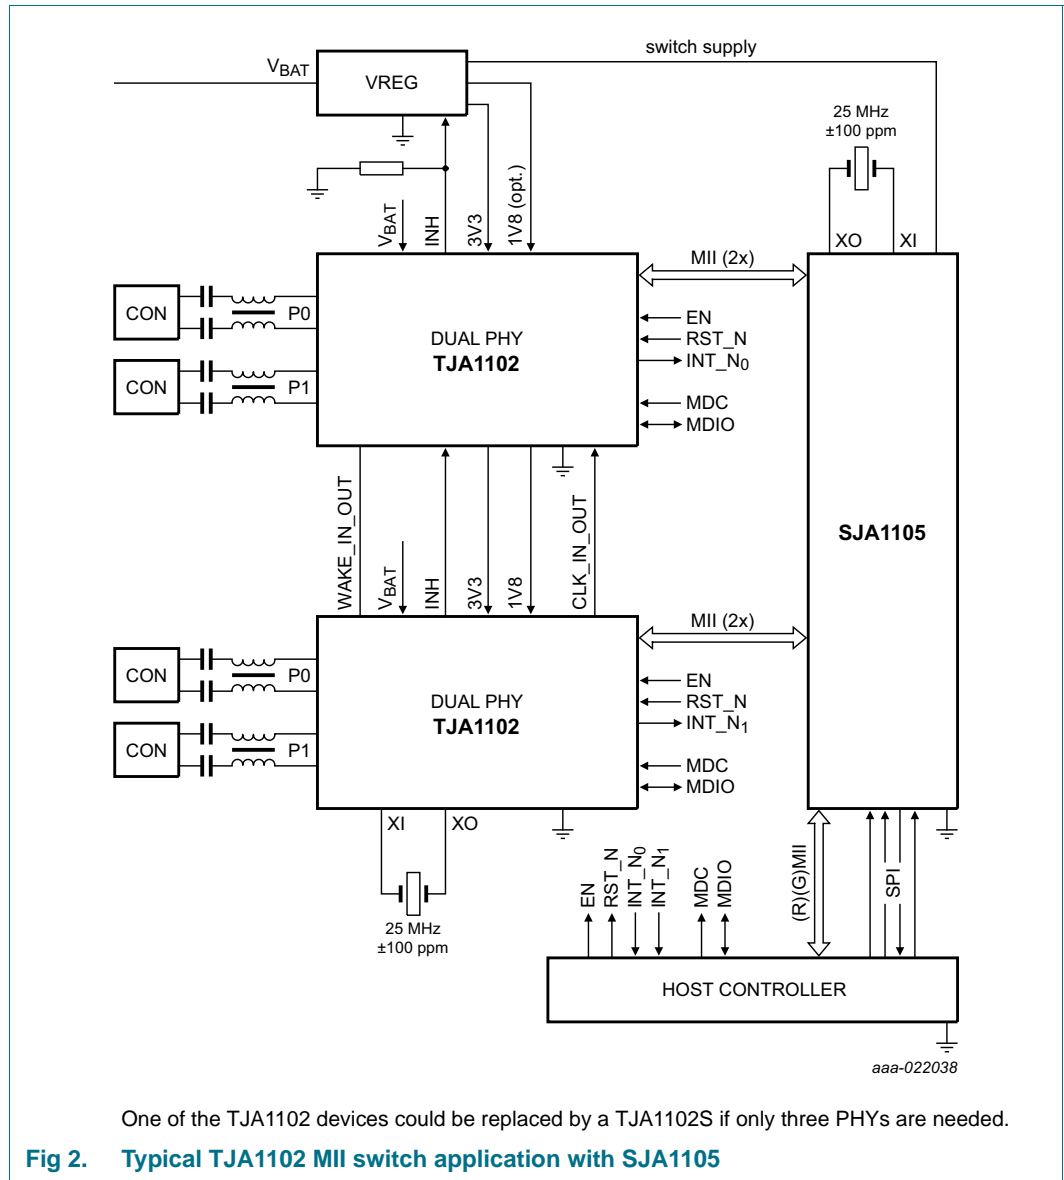 switch supply
VBAT
VREG
25 MHz
±100 ppm
VBAT
INH
3V3
1V8 (opt.)
XO
XI
MII (2x)
CON
P0
EN
DUAL PHY
TJA1102
RST_N
INT_N0
CON
P1
MDC
MDIO
WAKE_IN_OUT
VBAT
INH
3V3
1V8
CLK_IN_OUT
SJA1105
MII (2x)
CON
P0
EN
DUAL PHY
TJA1102
RST_N
INT_N1
CON
P1
MDC
MDIO
XI
XO
25 MHz
±100 ppm
EN
RST_N
INT_N0
INT_N1
MDC
MDIO
(R)(G)MII
SPI
HOST CONTROLLER
aaa-022038
One of the TJA1102 devices could be replaced by a TJA1102S if only three PHYs are needed.
Fig 2. Typical TJA1102 MII switch application with SJA1105